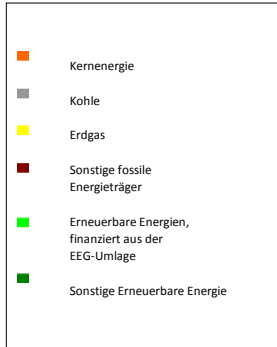 Kernenergie
Kohle
Erdgas
Sonstige fossile
Energieträger
Erneuerbare Energien,
finanziert aus der
EEG-Umlage
Sonstige Erneuerbare Energie